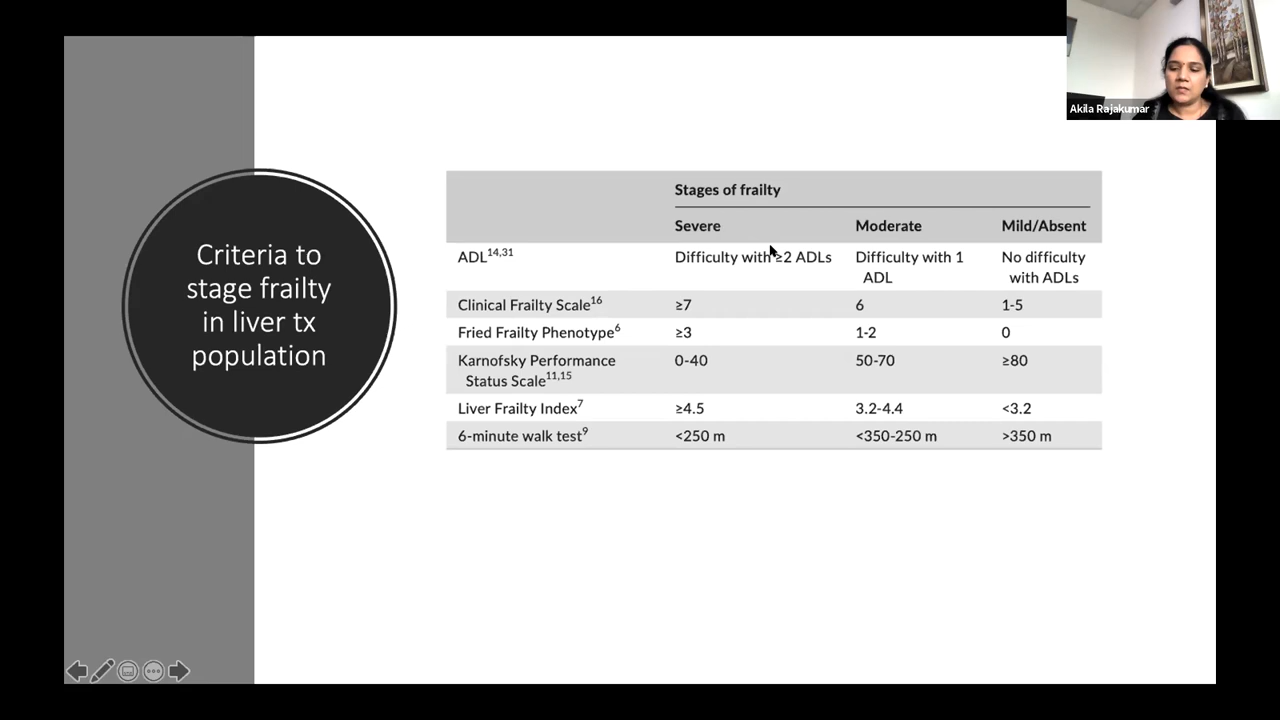 Akila Rajakumar
Criteria to
stage frailty
in liver tx
population
Stages of frailty
Severe Moderate Mild/Absent
ADL14,31 Difficulty with ≥2 ADLs Difficulty with 1 ADL No difficulty with ADLs
Clinical Frailty Scale16 ≥7 6 1-5
Fried Frailty Phenotype6 ≥3 1-2 0
Karnofsky Performance Status Scale11,15 0-40 50-70 ≥80
Liver Frailty Index7 ≥4.5 3.2-4.4 <3.2
6-minute walk test9 <250 m <350-250 m >350 m